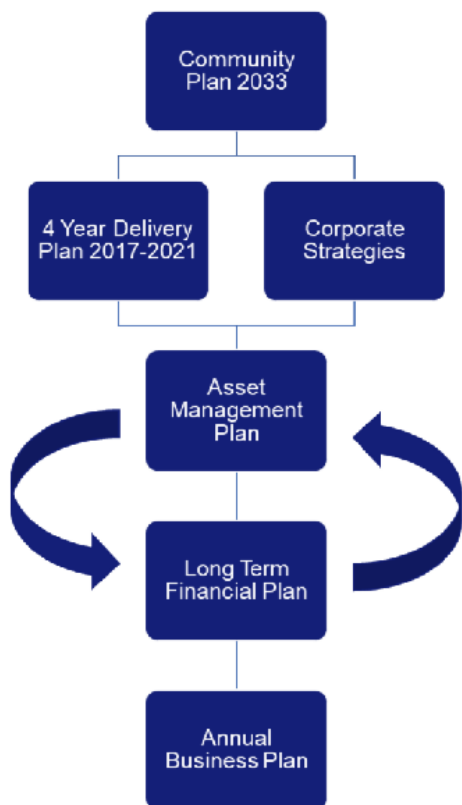 Community
Plan 2033
4 Year Delivery
Plan 2017-2021
Corporate
Strategies
Asset
Management
Plan
Long Term
Financial Plan
Annual
Business Plan